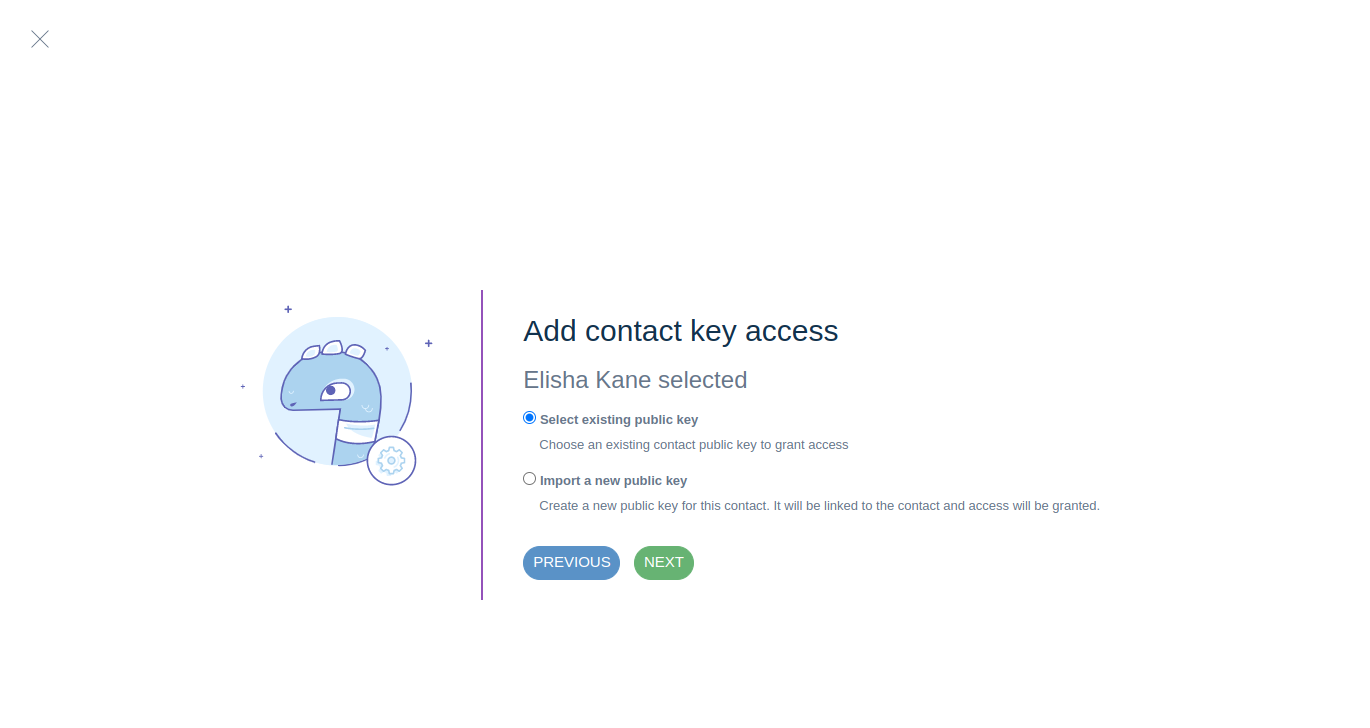 Add contact key access
Elisha Kane selected
Select existing public key
Choose an existing contact public key to grant access
Import a new public key
Create a new public key for this contact. It will be linked to the contact and access will be granted.
PREVIOUS NEXT